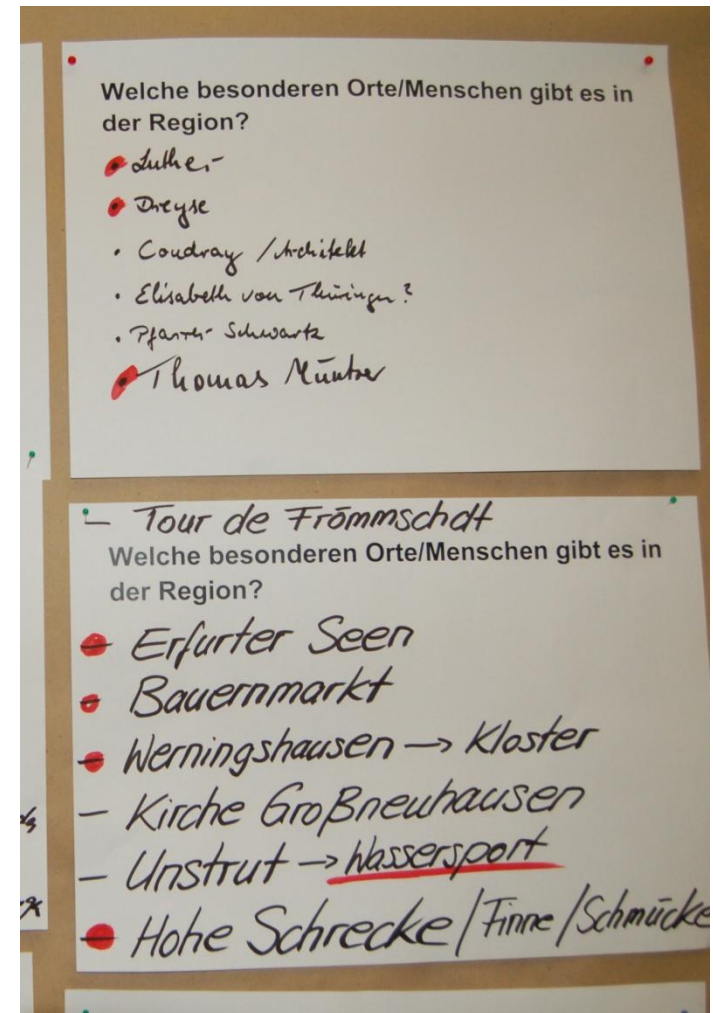 Welche besonderen Orte/Menschen gibt es in
der Region?
• Luther
• Dreyse
• Coudray / Architekt
• Elisabeth von Thüringen?
• Pfarrer Schwartz
• Thomas Müntzer
– Tour de Frömmschdt
Welche besonderen Orte/Menschen gibt es in
der Region?
– Erfurter Seen
– Bauernmarkt
– Werningshausen → Kloster
– Kirche Großneuhausen
– Unstrut → Wassersport
– Hohe Schrecke / Finne / Schmücke